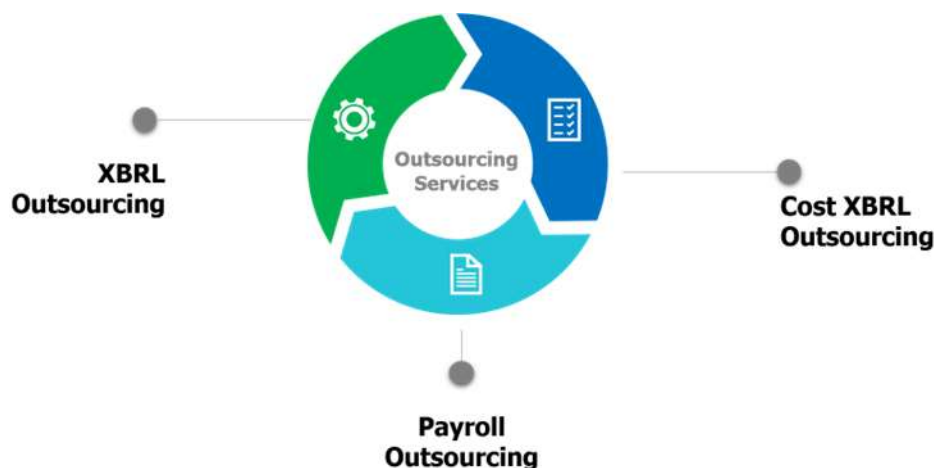 Outsourcing
Services
XBRL
Outsourcing
Cost XBRL
Outsourcing
Payroll
Outsourcing